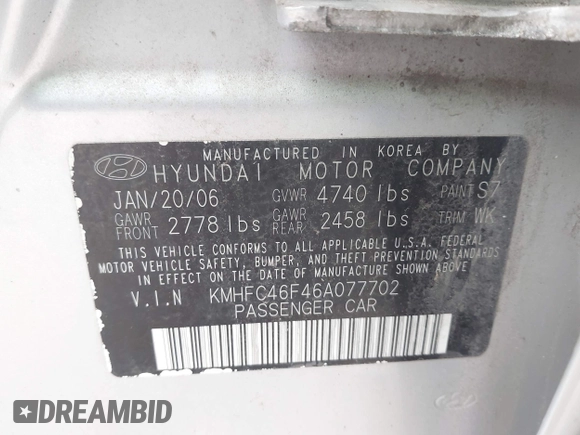 MANUFACTURED IN KOREA BY
HYUNDAI MOTOR COMPANY
JAN/20/06 GVWR 4740 lbs PAINT S7
GAWR FRONT 2778 lbs GAWR REAR 2458 lbs TRIM WK
THIS VEHICLE CONFORMS TO ALL APPLICABLE U.S.A. FEDERAL
MOTOR VEHICLE SAFETY, BUMPER, AND THEFT PREVENTION STANDARDS
IN EFFECT ON THE DATE OF MANUFACTURE SHOWN ABOVE
V.I.N KMHFC46F46A077702
PASSENGER CAR
DREAMBID